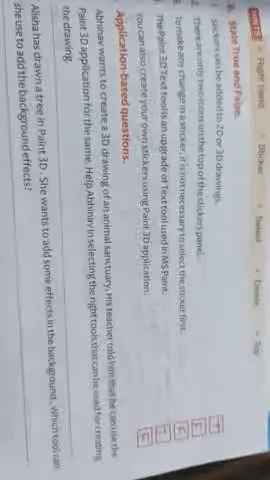 Right hand • Sticker • Select • Delete • Top
State True and False.
Stickers can be added to 2D or 3D drawings.
There are only two icons on the top of the stickers panel.
To make any change in a sticker, it is not necessary to select the sticker first.
The Paint 3D Text tool is an upgrade of Text tool used in MS Paint.
You can also create your own stickers using Paint 3D application.
Application-based questions.
Abhinav wants to create a 3D drawing of an animal sanctuary. His teacher told him that he can use the
Paint 3D application for the same. Help Abhinav in selecting the right tools that can be used for creating
the drawing.
Alisha has drawn a tree in Paint 3D. She wants to add some effects in the background. Which tool can
she use to add the background effects?